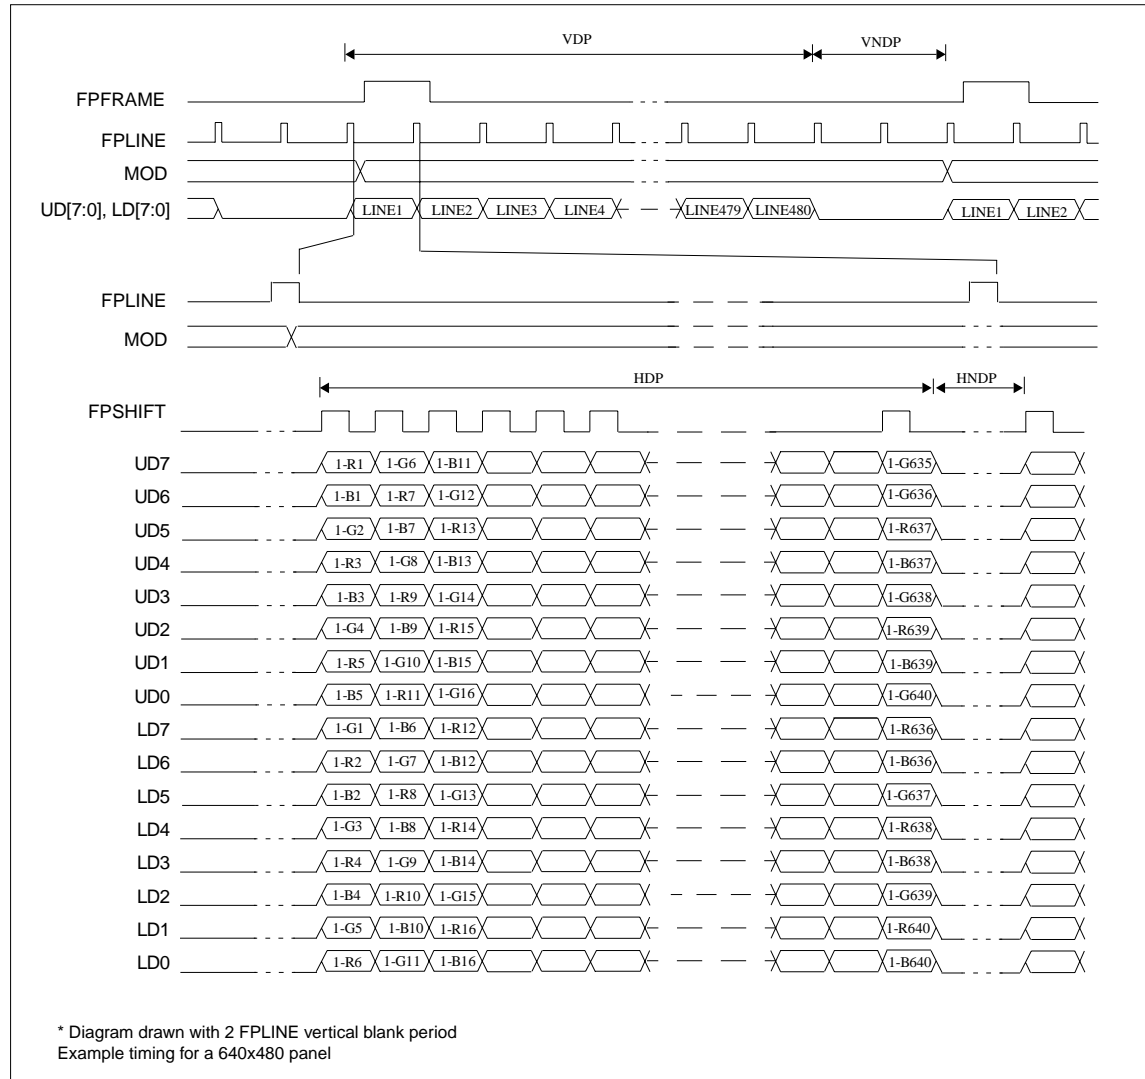 VDP VNDP
FPFRAME
FPLINE
MOD
UD[7:0], LD[7:0] LINE1 LINE2 LINE3 LINE4 LINE479 LINE480 LINE1 LINE2
FPLINE
MOD
HDP HNDP
FPSHIFT
UD7 1-R1 1-G6 1-B11 1-G635
UD6 1-B1 1-R7 1-G12 1-G636
UD5 1-G2 1-B7 1-R13 1-R637
UD4 1-R3 1-G8 1-B13 1-B637
UD3 1-B3 1-R9 1-G14 1-G638
UD2 1-G4 1-B9 1-R15 1-R639
UD1 1-R5 1-G10 1-B15 1-B639
UD0 1-B5 1-R11 1-G16 1-G640
LD7 1-G1 1-B6 1-R12 1-R636
LD6 1-R2 1-G7 1-B12 1-B636
LD5 1-B2 1-R8 1-G13 1-G637
LD4 1-G3 1-B8 1-R14 1-R638
LD3 1-R4 1-G9 1-B14 1-B638
LD2 1-B4 1-R10 1-G15 1-G639
LD1 1-G5 1-B10 1-R16 1-R640
LD0 1-R6 1-G11 1-B16 1-B640
* Diagram drawn with 2 FPLINE vertical blank period
Example timing for a 640x480 panel